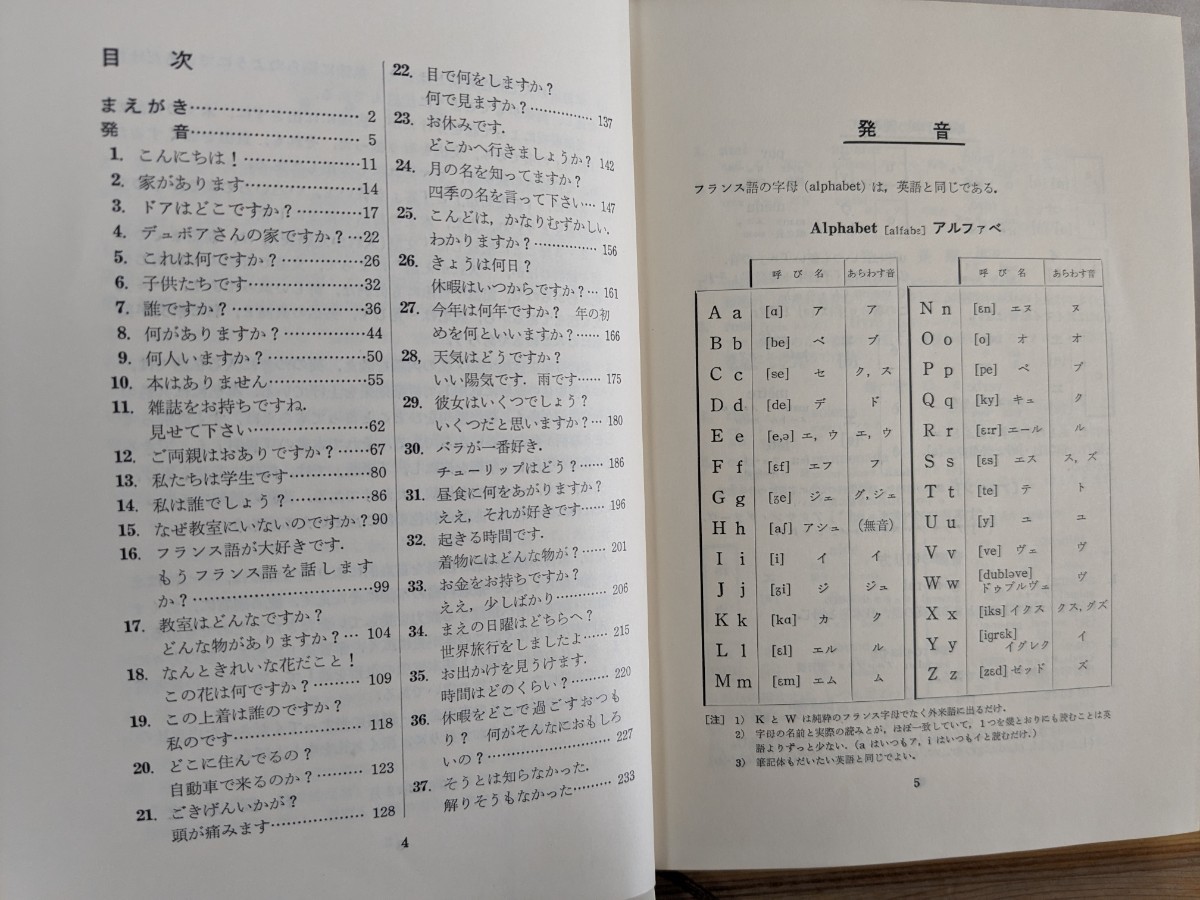 目 次
まえがき…………………………… 2
発 音…………………………… 5
1. こんにちは！…………………11
2. 家があります…………………14
3. ドアはどこですか？…………17
4. デュボアさんの家ですか？…22
5. これは何ですか？……………26
6. 子供たちです…………………32
7. 誰ですか？……………………36
8. 何がありますか？……………44
9. 何人いますか？………………50
10. 本はありません………………55
11. 雑誌をお持ちですね．
見せて下さい…………………62
12. ご両親はおありですか？……67
13. 私たちは学生です……………80
14. 私は誰でしょう？……………86
15. なぜ教室にいないのですか？90
16. フランス語が大好きです．
もうフランス語を話します
か？……………………………99
17. 教室はどんなですか？
どんな物がありますか？… 104
18. なんときれいな花だこと！
この花は何ですか？……… 109
19. この上着は誰のですか？
私のです…………………… 118
20. どこに住んでるの？
自動車で来るのか？……… 123
21. ごきげんいかが？
頭が痛みます……………… 128
22. 目で何をしますか？
何で見ますか？………… 137
23. お休みです．
どこかへ行きましょうか？ 142
24. 月の名を知ってますか？
四季の名を言って下さい… 147
25. こんどは，かなりむずかしい．
わかりますか？………… 156
26. きょうは何日？
休暇はいつからですか？… 161
27. 今年は何年ですか？ 年の初
めを何といいますか？…… 166
28, 天気はどうですか？
いい陽気です．雨です…… 175
29. 彼女はいくつでしょう？
いくつだと思いますか？… 180
30. バラが一番好き．
チューリップはどう？…… 186
31. 昼食に何をあがりますか？
ええ，それが好きです…… 196
32. 起きる時間です．
着物にはどんな物が？…… 201
33. お金をお持ちですか？
ええ，少しばかり………… 206
34. まえの日曜はどちらへ？
世界旅行をしましたよ…… 215
35. お出かけを見うけます．
時間はどのくらい？……… 220
36. 休暇をどこで過ごすおつも
り？ 何がそんなにおもしろ
いの？……………………… 227
37. そうとは知らなかった．
解りそうもなかった……… 233
4
発 音
フランス語の字母 (alphabet) は，英語と同じである．
Alphabet [alfabɛ] アルファベ
呼び名 あらわす音
A a [ɑ] ア ア
B b [be] ベ ブ
C c [se] セ ク，ス
D d [de] デ ド
E e [e,ə] エ，ウ エ，ウ
F f [ɛf] エフ フ
G g [ʒe] ジェ グ，ジェ
H h [aʃ] アシュ （無音）
I i [i] イ イ
J j [ʒi] ジ ジュ
K k [kɑ] カ ク
L l [ɛl] エル ル
M m [ɛm] エム ム
呼び名 あらわす音
N n [ɛn] エヌ ヌ
O o [o] オ オ
P p [pe] ペ プ
Q q [ky] キュ ク
R r [ɛːr] エール ル
S s [ɛs] エス ス，ズ
T t [te] テ ト
U u [y] ユ ユ
V v [ve] ヴェ ヴ
W w [dubləve] ドゥブルヴェ ヴ
X x [iks] イクス クス，グズ
Y y [igrɛk] イグレク イ
Z z [zɛd] ゼッド ズ
［注］ 1） K と W は純粋のフランス字母でなく外来語に出るだけ．
2） 字母の名前と実際の読みとが，ほぼ一致していて，1つを幾とおりにも読むことは英
語よりずっと少ない．（a はいつもア，i はいつもイと読むだけ．）
3） 筆記体もだいたい英語と同じでよい．
5